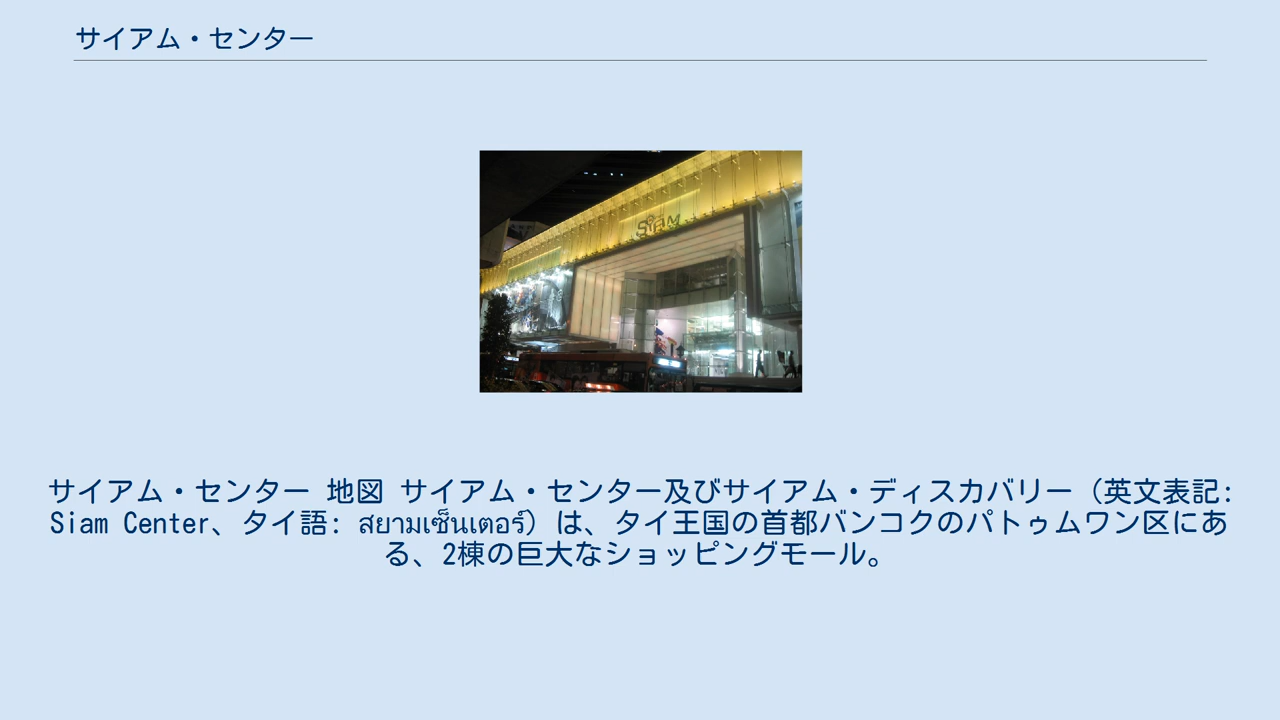 サイアム・センター
SiAM
サイアム・センター 地図 サイアム・センター及びサイアム・ディスカバリー（英文表記:
Siam Center、タイ語: สยามเซ็นเตอร์）は、タイ王国の首都バンコクのパトゥムワン区にあ
る、2棟の巨大なショッピングモール。